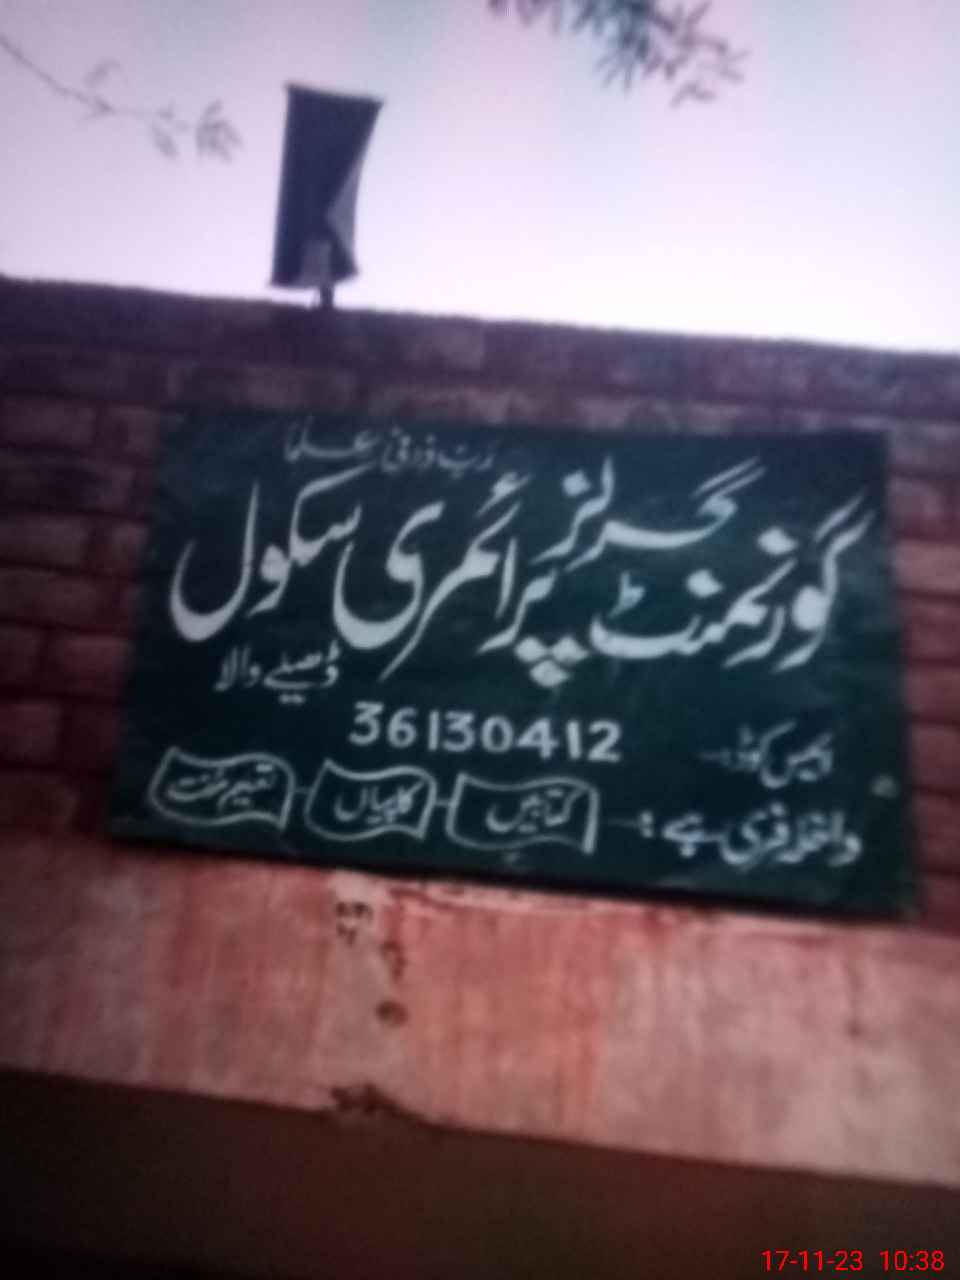 رَبِّ زِدْنِی عِلْمًا
گورنمنٹ گرلز پرائمری سکول
ڈھیلے والا
ایمیس کوڈ:- 36130412
داخلہ فری ہے :- کتابیں - کاپیاں - تعلیم مفت
17-11-23 10:38